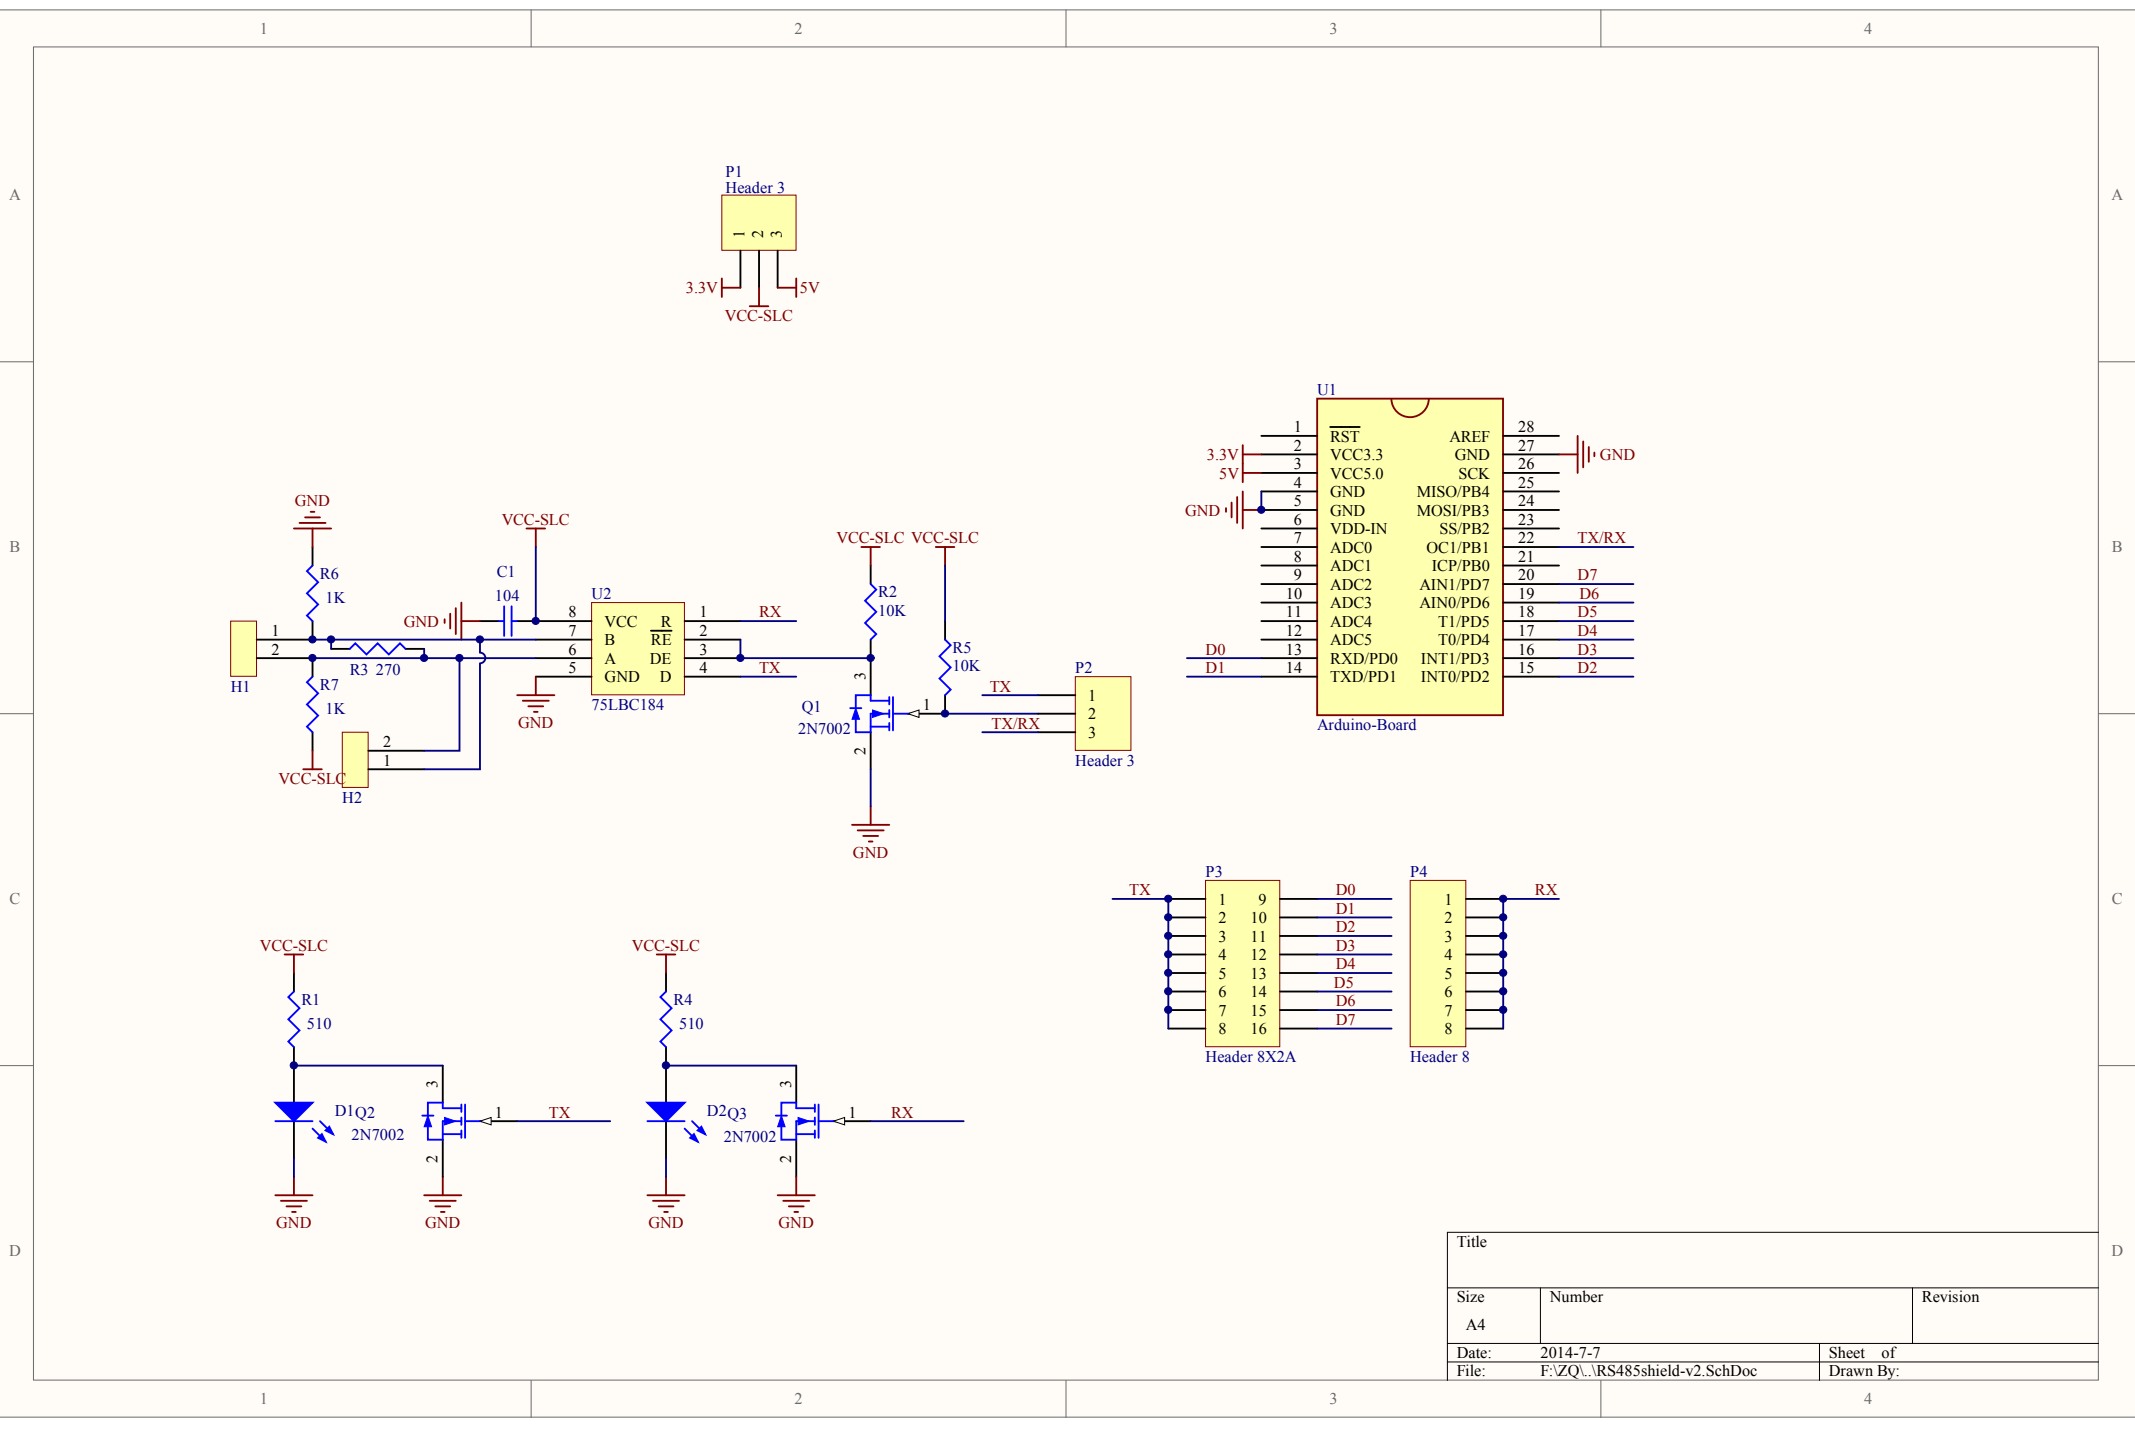 1 2 3 4
A A
P1
Header 3
1 2 3
3.3V 5V
VCC-SLC
B B
GND
R6
1K
VCC-SLC
C1
104
GND
U2
8 VCC R 1 RX
7 B RE 2
6 A DE 3
5 GND D 4 TX
75LBC184
GND
1
2
H1
R3 270
R7
1K
VCC-SLC
2
1
H2
VCC-SLC VCC-SLC
R2
10K
R5
10K
3
Q1
2N7002
1
2
GND
P2
TX 1
2
TX/RX 3
Header 3
U1
1 RST AREF 28
3.3V 2 VCC3.3 GND 27 GND
5V 3 VCC5.0 SCK 26
4 GND MISO/PB4 25
GND 5 GND MOSI/PB3 24
6 VDD-IN SS/PB2 23
7 ADC0 OC1/PB1 22 TX/RX
8 ADC1 ICP/PB0 21
9 ADC2 AIN1/PD7 20 D7
10 ADC3 AIN0/PD6 19 D6
11 ADC4 T1/PD5 18 D5
12 ADC5 T0/PD4 17 D4
D0 13 RXD/PD0 INT1/PD3 16 D3
D1 14 TXD/PD1 INT0/PD2 15 D2
Arduino-Board
C C
P3
TX 1 9 D0
2 10 D1
3 11 D2
4 12 D3
5 13 D4
6 14 D5
7 15 D6
8 16 D7
Header 8X2A
P4
1 RX
2
3
4
5
6
7
8
Header 8
VCC-SLC
R1
510
D1
Q2
2N7002
3
1 TX
2
GND GND
VCC-SLC
R4
510
D2
Q3
2N7002
3
1 RX
2
GND GND
D D
Title
Size Number Revision
A4
Date: 2014-7-7 Sheet of
File: F:\ZQ\..\RS485shield-v2.SchDoc Drawn By:
1 2 3 4